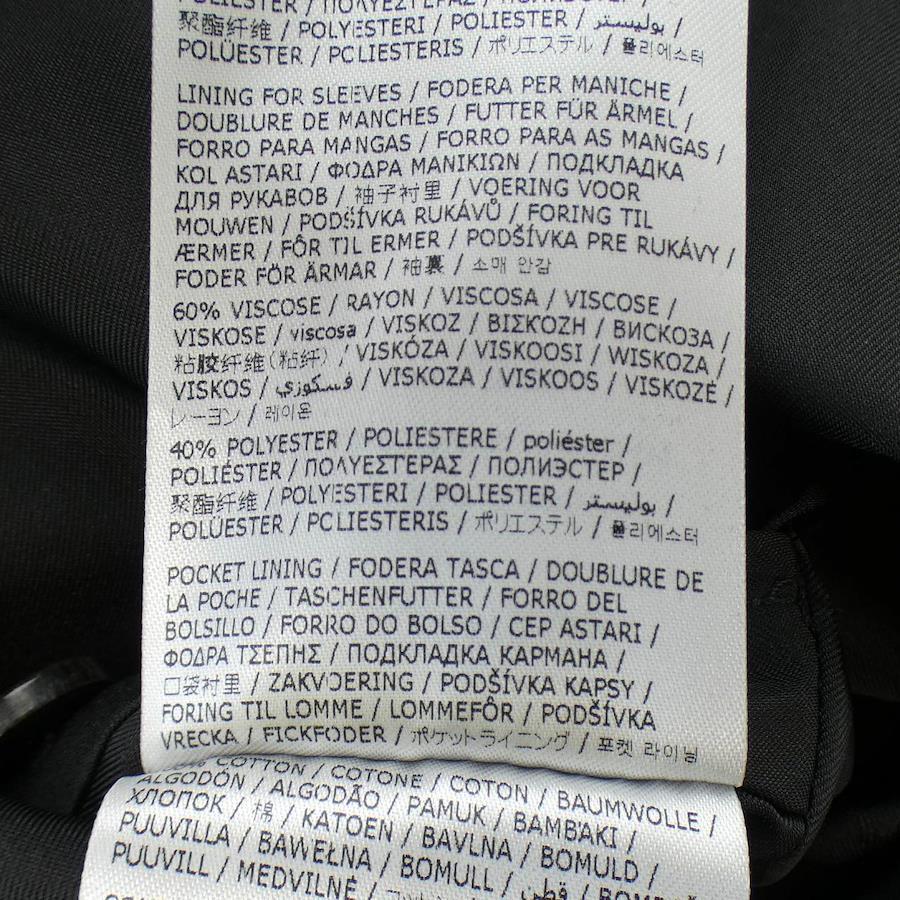 POLIESTER / ΠΟΛΥΕΣΤΕΡΑΣ /
聚酯纤维 / POLYESTERI / POLIESTER / بوليستر /
POLÜESTER / POLIESTERIS / ポリエステル / 폴리에스터
LINING FOR SLEEVES / FODERA PER MANICHE /
DOUBLURE DE MANCHES / FUTTER FÜR ÄRMEL /
FORRO PARA MANGAS / FORRO PARA AS MANGAS /
KOL ASTARI / ΦΟΔΡΑ ΜΑΝΙΚΙΩΝ / ПОДКЛАДКА
ДЛЯ РУКАВОВ / 袖子衬里 / VOERING VOOR
MOUWEN / PODŠÍVKA RUKÁVŮ / FORING TIL
ÆRMER / FÔR TIL ERMER / PODŠÍVKA PRE RUKÁVY /
FODER FÖR ÄRMAR / 袖裏 / 소매 안감
60% VISCOSE / RAYON / VISCOSA / VISCOSE /
VISKOSE / viscosa / VISKOZ / ΒΙΣΚΌΖΗ / ВИСКОЗА /
粘胶纤维(粘纤) / VISKÓZA / VISKOOSI / WISKOZA /
VISKOS / فسكوزي / VISKOZA / VISKOOS / VISKOZĖ /
レーヨン / 레이온
40% POLYESTER / POLIESTERE / poliéster /
POLIÉSTER / ΠΟΛΥΕΣΤΕΡΑΣ / ПОЛИЭСТЕР /
聚酯纤维 / POLYESTERI / POLIESTER / بوليستر /
POLÜESTER / POLIESTERIS / ポリエステル / 폴리에스터
POCKET LINING / FODERA TASCA / DOUBLURE DE
LA POCHE / TASCHENFUTTER / FORRO DEL
BOLSILLO / FORRO DO BOLSO / CEP ASTARI /
ΦΟΔΡΑ ΤΣΕΠΗΣ / ПОДКЛАДКА КАРМАНА /
口袋衬里 / ZAKVOERING / PODŠÍVKA KAPSY /
FORING TIL LOMME / LOMMEFÔR / PODŠÍVKA
VRECKA / FICKFODER / ポケットライニング / 포켓 라이닝
COTTON / COTONE / COTON / BAUMWOLLE /
ALGODÓN / ALGODÃO / PAMUK / ΒΑΜΒΆΚΙ /
ХЛОПОК / 棉 / KATOEN / BAVLNA / BOMULD /
PUUVILLA / BAWEŁNA / BOMULL / قطن /
PUUVILL / MEDVILNĖ /